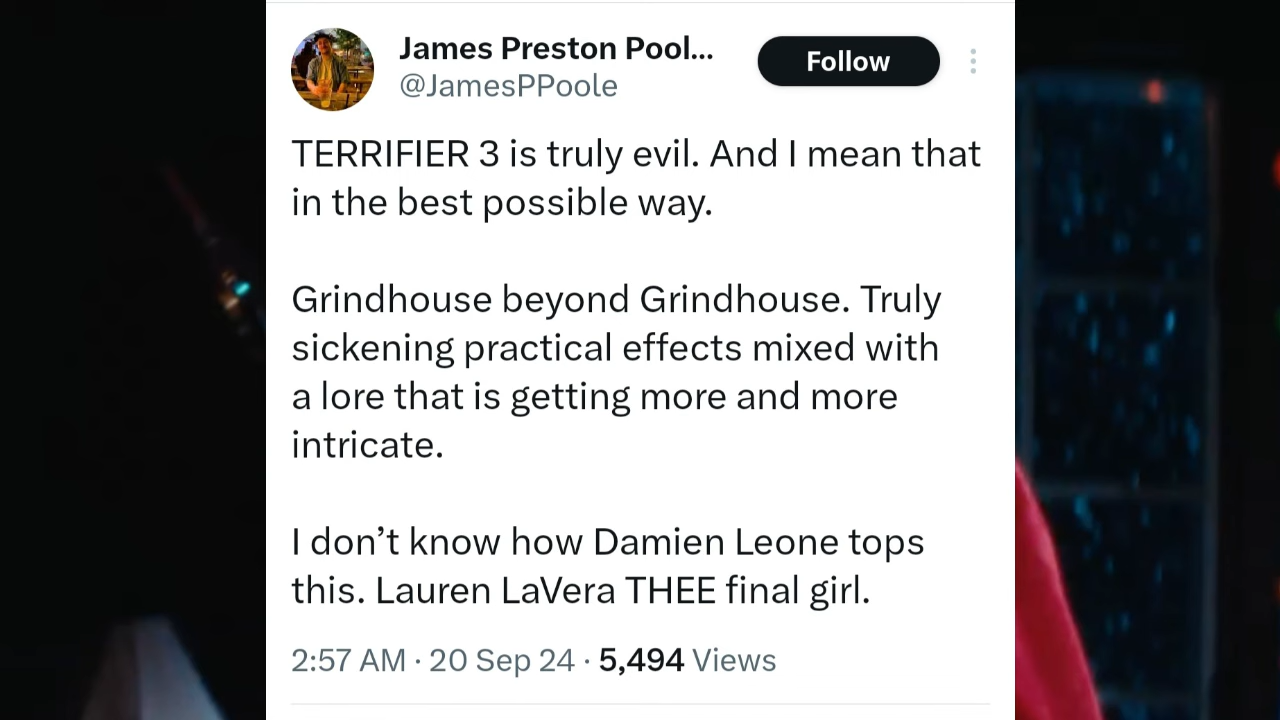 James Preston Pool...
Follow
@JamesPPoole
TERRIFIER 3 is truly evil. And I mean that
in the best possible way.
Grindhouse beyond Grindhouse. Truly
sickening practical effects mixed with
a lore that is getting more and more
intricate.
I don’t know how Damien Leone tops
this. Lauren LaVera THEE final girl.
2:57 AM · 20 Sep 24 · 5,494 Views